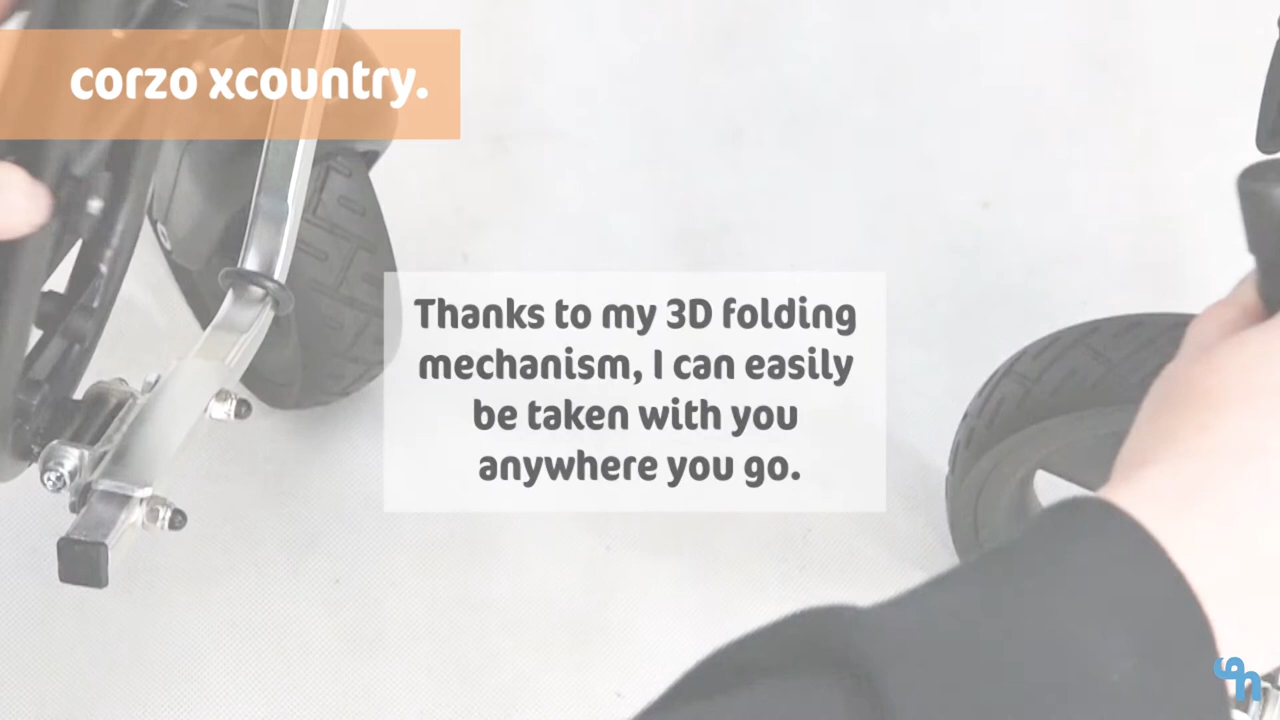 corzo xcountry.
Thanks to my 3D folding
mechanism, I can easily
be taken with you
anywhere you go.